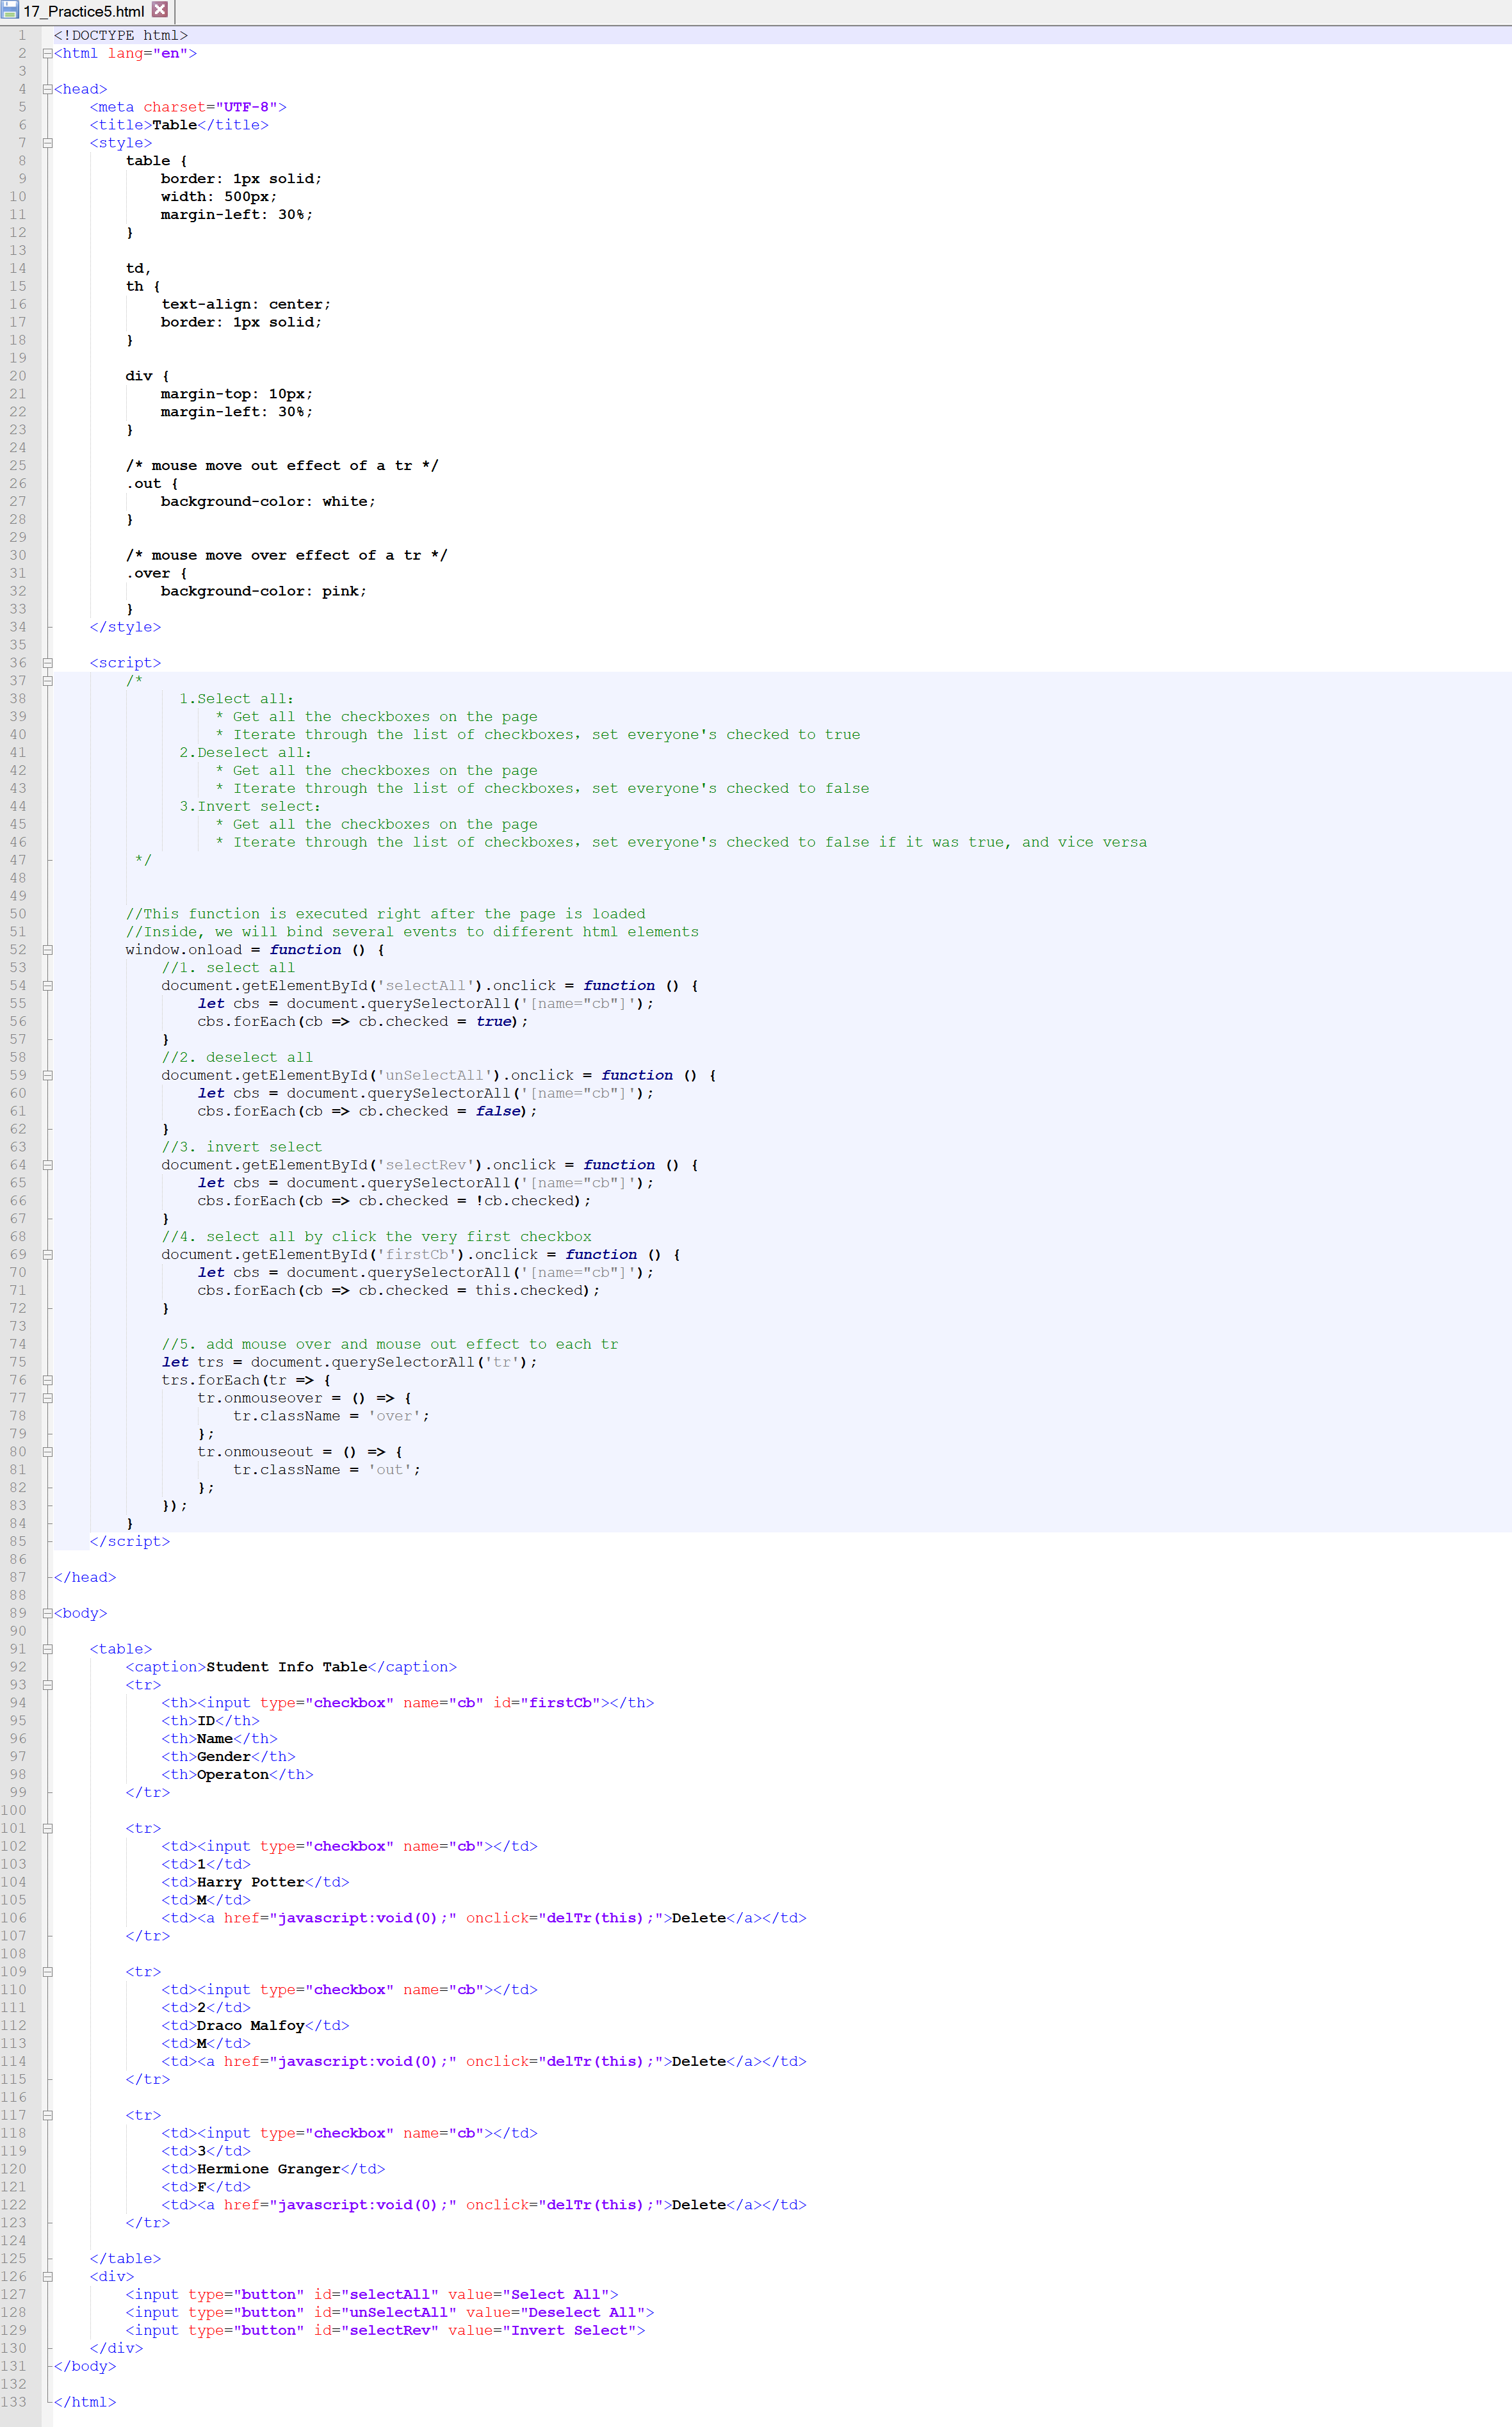 17_Practice5.html
1 <!DOCTYPE html>
2 <html lang="en">
3
4 <head>
5     <meta charset="UTF-8">
6     <title>Table</title>
7     <style>
8         table {
9             border: 1px solid;
10             width: 500px;
11             margin-left: 30%;
12         }
13
14         td,
15         th {
16             text-align: center;
17             border: 1px solid;
18         }
19
20         div {
21             margin-top: 10px;
22             margin-left: 30%;
23         }
24
25         /* mouse move out effect of a tr */
26         .out {
27             background-color: white;
28         }
29
30         /* mouse move over effect of a tr */
31         .over {
32             background-color: pink;
33         }
34     </style>
35
36     <script>
37         /*
38               1.Select all:
39                   * Get all the checkboxes on the page
40                   * Iterate through the list of checkboxes，set everyone's checked to true
41               2.Deselect all:
42                   * Get all the checkboxes on the page
43                   * Iterate through the list of checkboxes，set everyone's checked to false
44               3.Invert select:
45                   * Get all the checkboxes on the page
46                   * Iterate through the list of checkboxes，set everyone's checked to false if it was true, and vice versa
47          */
48
49
50         //This function is executed right after the page is loaded
51         //Inside, we will bind several events to different html elements
52         window.onload = function () {
53             //1. select all
54             document.getElementById('selectAll').onclick = function () {
55                 let cbs = document.querySelectorAll('[name="cb"]');
56                 cbs.forEach(cb => cb.checked = true);
57             }
58             //2. deselect all
59             document.getElementById('unSelectAll').onclick = function () {
60                 let cbs = document.querySelectorAll('[name="cb"]');
61                 cbs.forEach(cb => cb.checked = false);
62             }
63             //3. invert select
64             document.getElementById('selectRev').onclick = function () {
65                 let cbs = document.querySelectorAll('[name="cb"]');
66                 cbs.forEach(cb => cb.checked = !cb.checked);
67             }
68             //4. select all by click the very first checkbox
69             document.getElementById('firstCb').onclick = function () {
70                 let cbs = document.querySelectorAll('[name="cb"]');
71                 cbs.forEach(cb => cb.checked = this.checked);
72             }
73
74             //5. add mouse over and mouse out effect to each tr
75             let trs = document.querySelectorAll('tr');
76             trs.forEach(tr => {
77                 tr.onmouseover = () => {
78                     tr.className = 'over';
79                 };
80                 tr.onmouseout = () => {
81                     tr.className = 'out';
82                 };
83             });
84         }
85     </script>
86
87 </head>
88
89 <body>
90
91     <table>
92         <caption>Student Info Table</caption>
93         <tr>
94             <th><input type="checkbox" name="cb" id="firstCb"></th>
95             <th>ID</th>
96             <th>Name</th>
97             <th>Gender</th>
98             <th>Operaton</th>
99         </tr>
100
101         <tr>
102             <td><input type="checkbox" name="cb"></td>
103             <td>1</td>
104             <td>Harry Potter</td>
105             <td>M</td>
106             <td><a href="javascript:void(0);" onclick="delTr(this);">Delete</a></td>
107         </tr>
108
109         <tr>
110             <td><input type="checkbox" name="cb"></td>
111             <td>2</td>
112             <td>Draco Malfoy</td>
113             <td>M</td>
114             <td><a href="javascript:void(0);" onclick="delTr(this);">Delete</a></td>
115         </tr>
116
117         <tr>
118             <td><input type="checkbox" name="cb"></td>
119             <td>3</td>
120             <td>Hermione Granger</td>
121             <td>F</td>
122             <td><a href="javascript:void(0);" onclick="delTr(this);">Delete</a></td>
123         </tr>
124
125     </table>
126     <div>
127         <input type="button" id="selectAll" value="Select All">
128         <input type="button" id="unSelectAll" value="Deselect All">
129         <input type="button" id="selectRev" value="Invert Select">
130     </div>
131 </body>
132
133 </html>